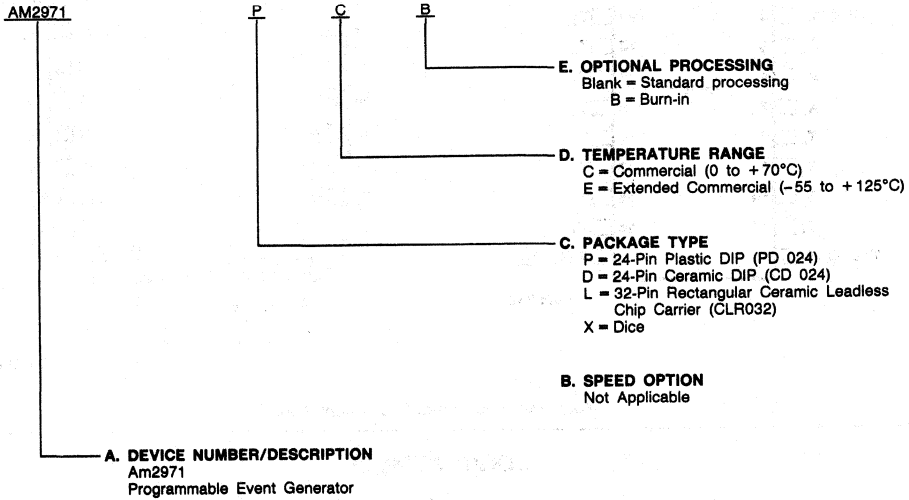 AM2971 P C B
E. OPTIONAL PROCESSING
Blank = Standard processing
B = Burn-in
D. TEMPERATURE RANGE
C = Commercial (0 to +70°C)
E = Extended Commercial (-55 to +125°C)
C. PACKAGE TYPE
P = 24-Pin Plastic DIP (PD 024)
D = 24-Pin Ceramic DIP (CD 024)
L = 32-Pin Rectangular Ceramic Leadless
Chip Carrier (CLR032)
X = Dice
B. SPEED OPTION
Not Applicable
A. DEVICE NUMBER/DESCRIPTION
Am2971
Programmable Event Generator